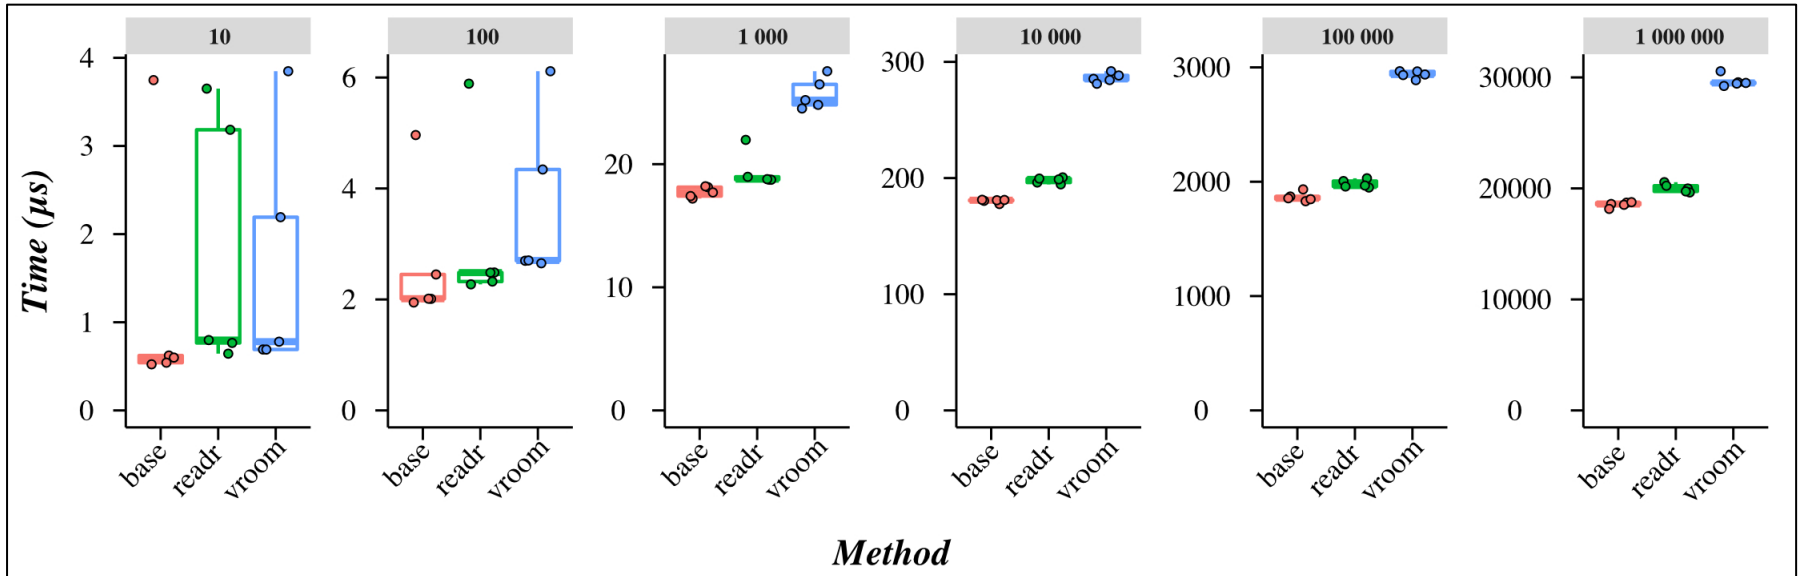 10
100
1 000
10 000
100 000
1 000 000
Time (µs)
4
3
2
1
0
6
4
2
0
20
10
0
300
200
100
0
3000
2000
1000
0
30000
20000
10000
0
base
readr
vroom
base
readr
vroom
base
readr
vroom
base
readr
vroom
base
readr
vroom
base
readr
vroom
Method